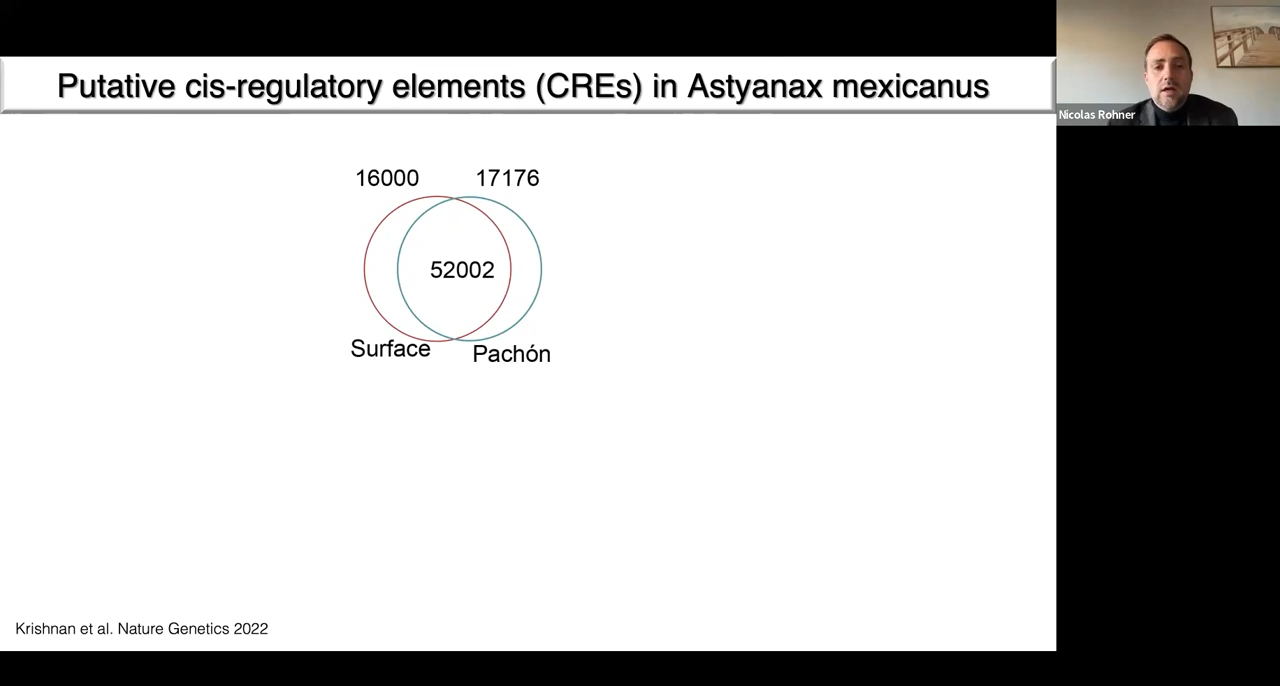 Putative cis-regulatory elements (CREs) in Astyanax mexicanus
Nicolas Rohner
16000 17176
52002
Surface Pachón
Krishnan et al. Nature Genetics 2022